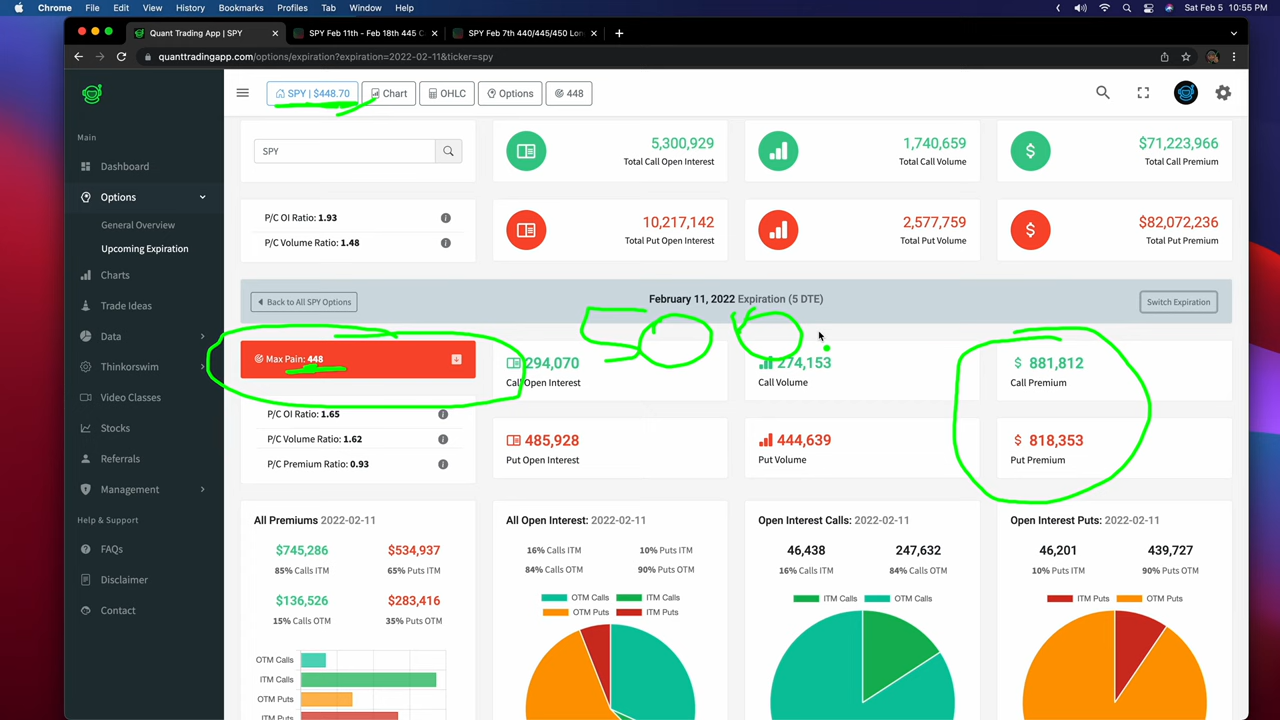 Chrome File Edit View History Bookmarks Profiles Tab Window Help Sat Feb 5 10:55 PM
Quant Trading App | SPY
SPY Feb 11th - Feb 18th 445 C
SPY Feb 7th 440/445/450 Lon
quanttradingapp.com/options/expiration?expiration=2022-02-11&ticker=spy
SPY | $448.70 Chart OHLC Options 448
Main
Dashboard
Options
General Overview
Upcoming Expiration
Charts
Trade Ideas
Data
Thinkorswim
Video Classes
Stocks
Referrals
Management
Help & Support
FAQs
Disclaimer
Contact
SPY
5,300,929
Total Call Open Interest
1,740,659
Total Call Volume
$71,223,966
Total Call Premium
P/C OI Ratio: 1.93
P/C Volume Ratio: 1.48
10,217,142
Total Put Open Interest
2,577,759
Total Put Volume
$82,072,236
Total Put Premium
Back to All SPY Options
February 11, 2022 Expiration (5 DTE)
Switch Expiration
Max Pain: 448
294,070
Call Open Interest
274,153
Call Volume
$ 881,812
Call Premium
P/C OI Ratio: 1.65
P/C Volume Ratio: 1.62
P/C Premium Ratio: 0.93
485,928
Put Open Interest
444,639
Put Volume
$ 818,353
Put Premium
All Premiums 2022-02-11
$745,286 $534,937
85% Calls ITM 65% Puts ITM
$136,526 $283,416
15% Calls OTM 35% Puts OTM
OTM Calls
ITM Calls
OTM Puts
ITM Puts
All Open Interest: 2022-02-11
16% Calls ITM 10% Puts ITM
84% Calls OTM 90% Puts OTM
OTM Calls ITM Calls
OTM Puts ITM Puts
Open Interest Calls: 2022-02-11
46,438 247,632
16% Calls ITM 84% Calls OTM
ITM Calls OTM Calls
Open Interest Puts: 2022-02-11
46,201 439,727
10% Puts ITM 90% Puts OTM
ITM Puts OTM Puts